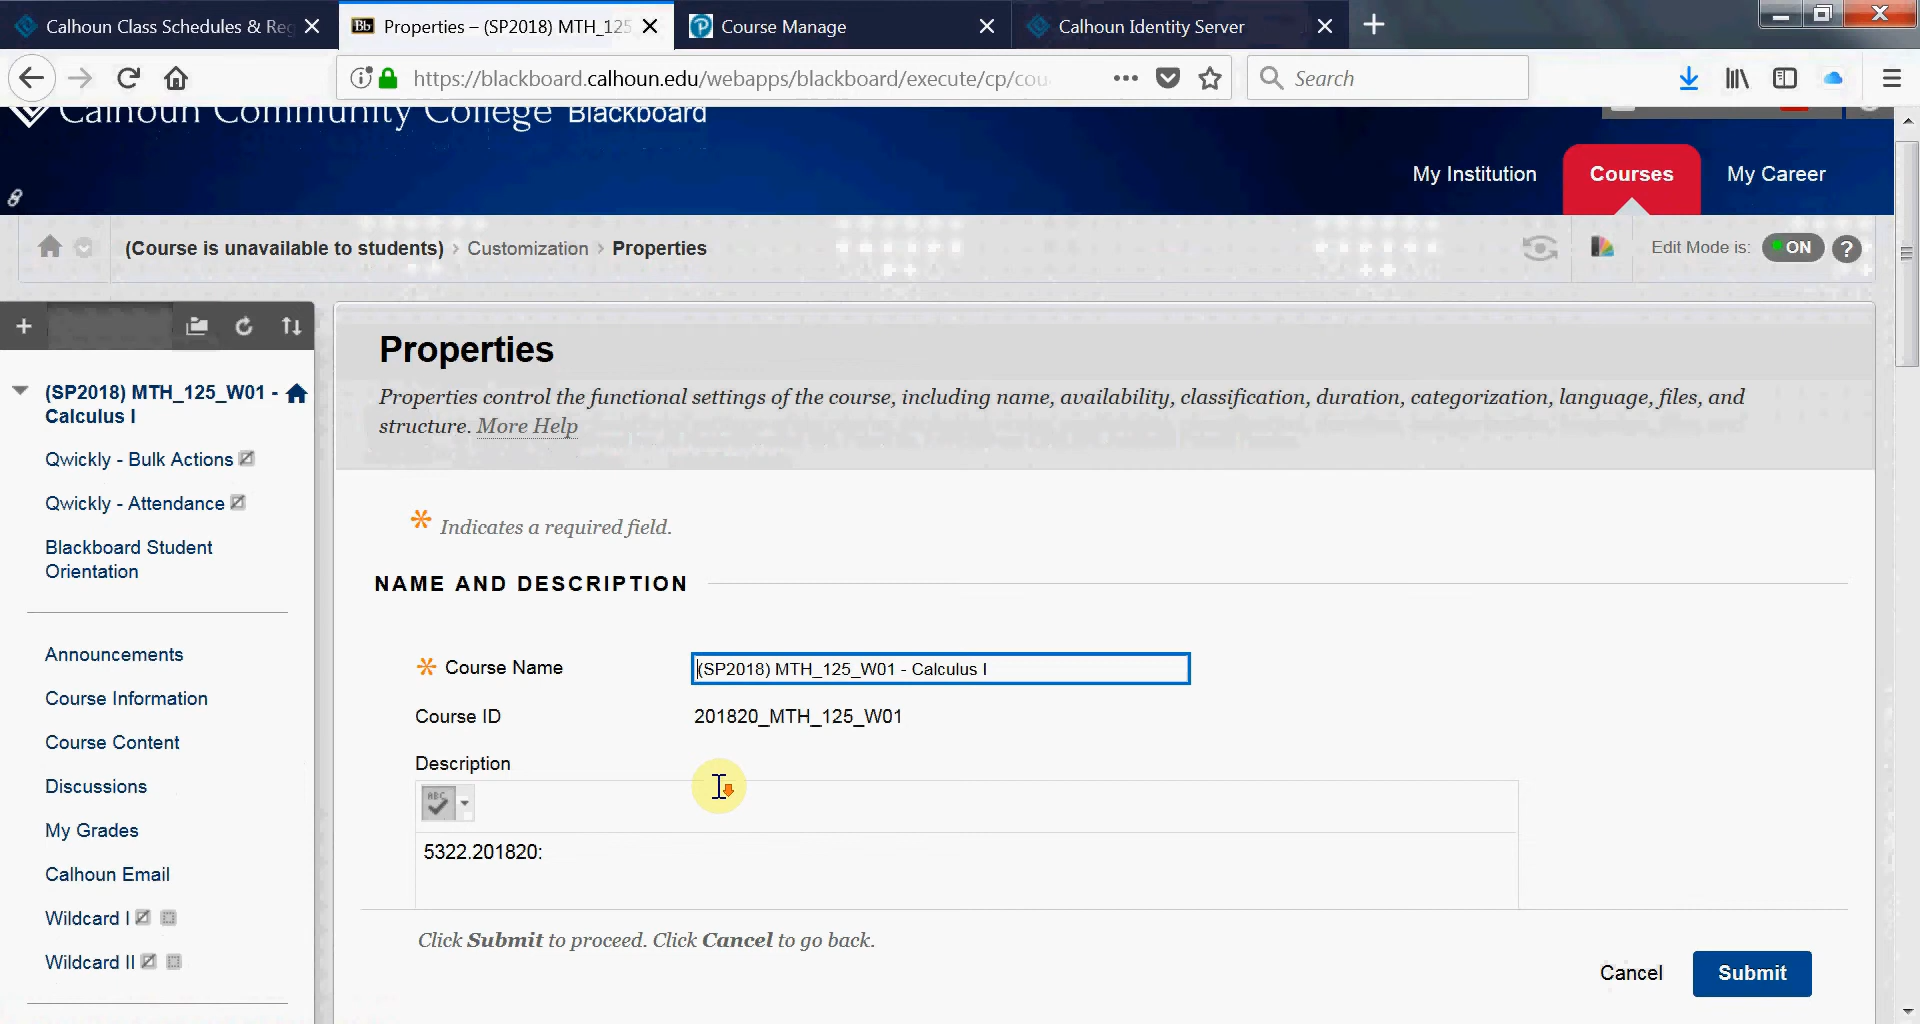 Calhoun Class Schedules & Reg
Bb Properties – (SP2018) MTH_125
Course Manage
Calhoun Identity Server
https://blackboard.calhoun.edu/webapps/blackboard/execute/cp/cou
Search
Calhoun Community College Blackboard
My Institution
Courses
My Career
(Course is unavailable to students) > Customization > Properties
Edit Mode is:
ON
?
(SP2018) MTH_125_W01 -
Calculus I
Qwickly - Bulk Actions
Qwickly - Attendance
Blackboard Student
Orientation
Announcements
Course Information
Course Content
Discussions
My Grades
Calhoun Email
Wildcard I
Wildcard II
Properties
Properties control the functional settings of the course, including name, availability, classification, duration, categorization, language, files, and
structure. More Help
* Indicates a required field.
NAME AND DESCRIPTION
* Course Name
(SP2018) MTH_125_W01 - Calculus I
Course ID
201820_MTH_125_W01
Description
ABC
5322.201820:
Click Submit to proceed. Click Cancel to go back.
Cancel
Submit